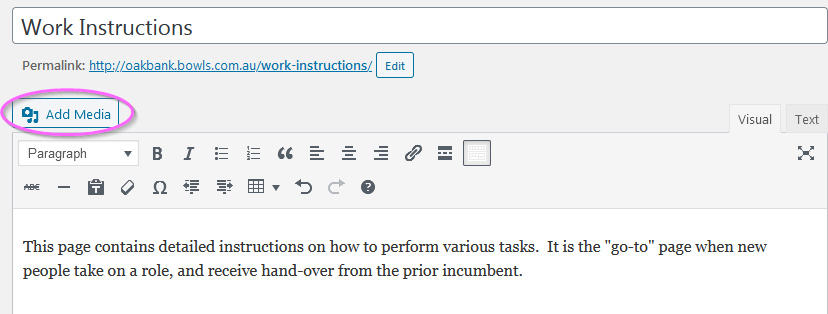 Work Instructions
Permalink: http://oakbank.bowls.com.au/work-instructions/ Edit
Add Media
Visual Text
Paragraph B I
ABC
This page contains detailed instructions on how to perform various tasks.  It is the "go-to" page when new
people take on a role, and receive hand-over from the prior incumbent.